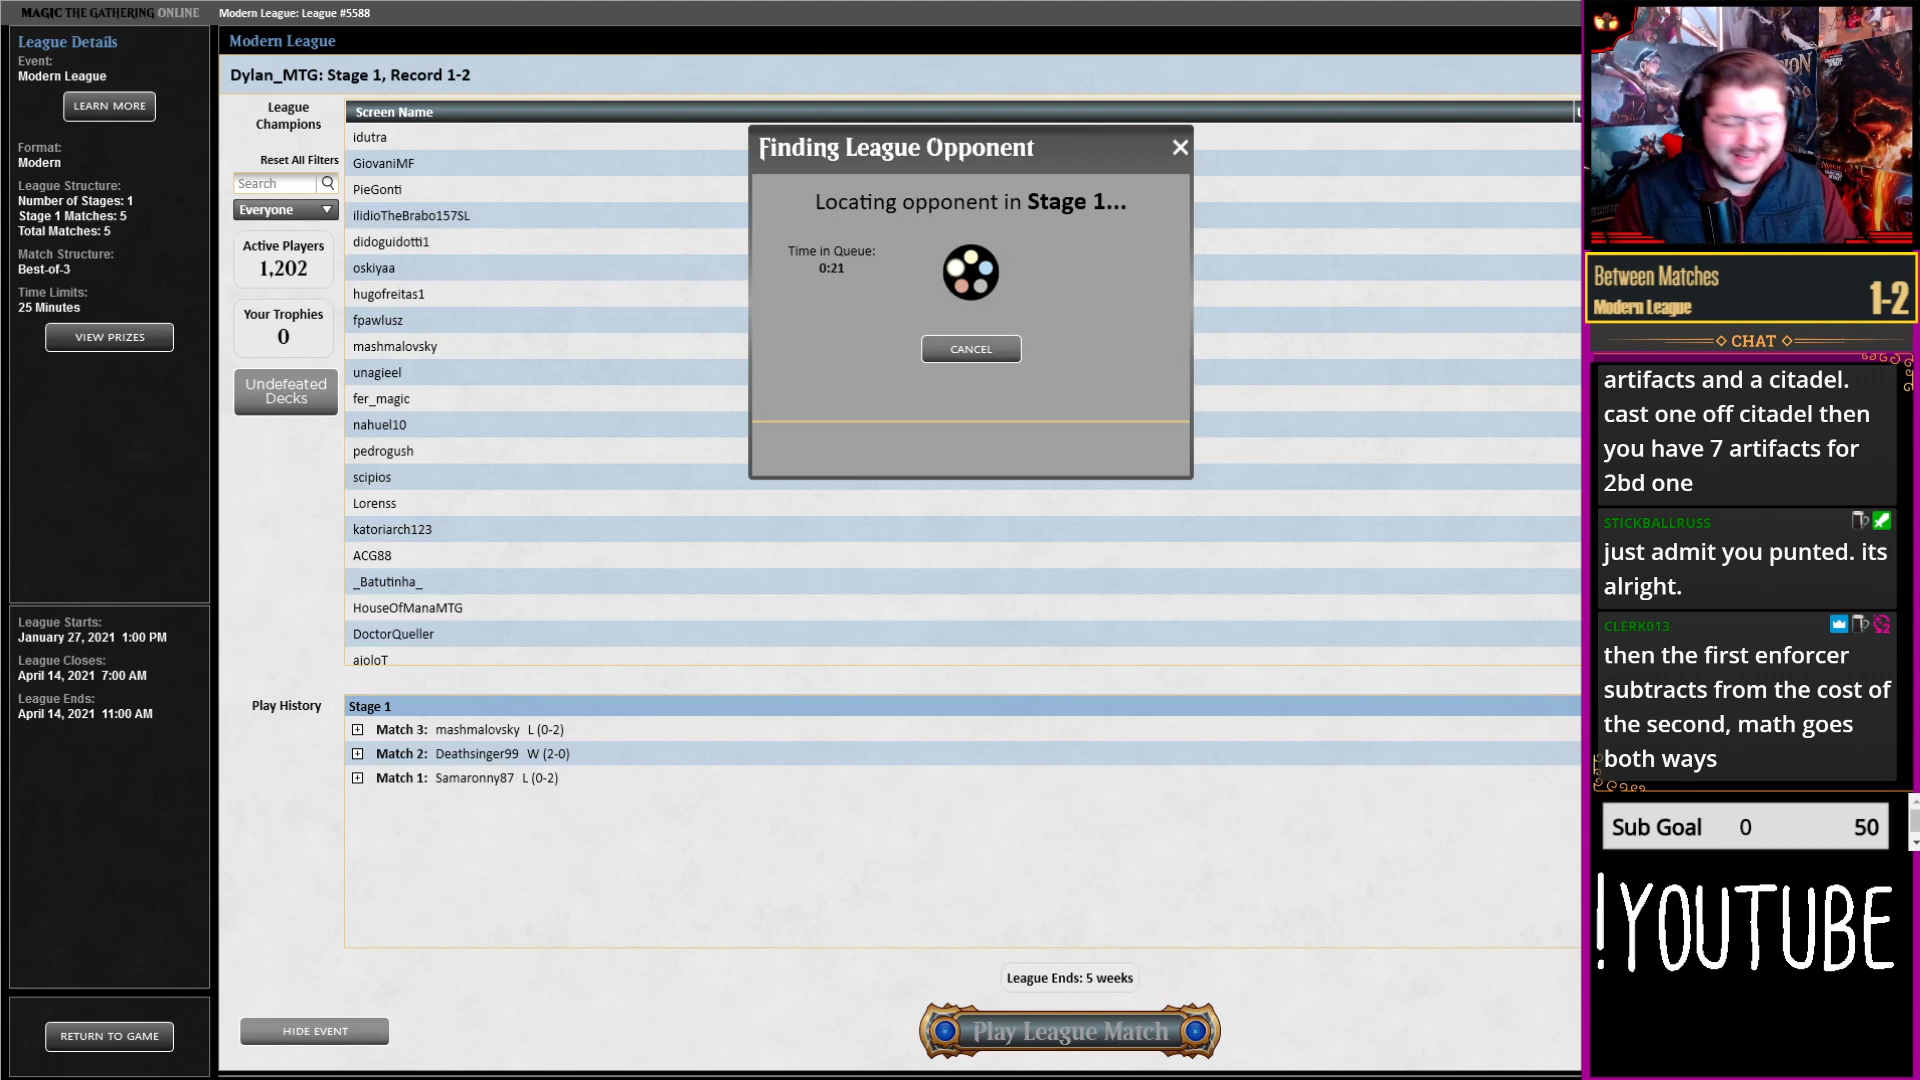 MAGIC THE GATHERING ONLINE
Modern League: League #5588
League Details
Event:
Modern League
LEARN MORE
Format:
Modern
League Structure:
Number of Stages: 1
Stage 1 Matches: 5
Total Matches: 5
Match Structure:
Best-of-3
Time Limits:
25 Minutes
VIEW PRIZES
League Starts:
January 27, 2021 1:00 PM
League Closes:
April 14, 2021 7:00 AM
League Ends:
April 14, 2021 11:00 AM
RETURN TO GAME
Modern League
Dylan_MTG: Stage 1, Record 1-2
League
Champions
Reset All Filters
Search
Everyone
Active Players
1,202
Your Trophies
0
Undefeated
Decks
Screen Name
idutra
GiovaniMF
PieGonti
ilidioTheBrabo157SL
didoguidotti1
oskiyaa
hugofreitas1
fpawlusz
mashmalovsky
unagieel
fer_magic
nahuel10
pedrogush
scipios
Lorenss
katoriarch123
ACG88
_Batutinha_
HouseOfManaMTG
DoctorQueller
aioloT
Finding League Opponent
Locating opponent in Stage 1...
Time in Queue:
0:21
CANCEL
Play History
Stage 1
Match 3: mashmalovsky L (0-2)
Match 2: Deathsinger99 W (2-0)
Match 1: Samaronny87 L (0-2)
League Ends: 5 weeks
HIDE EVENT
Play League Match
Between Matches
Modern League
1-2
CHAT
artifacts and a citadel.
cast one off citadel then
you have 7 artifacts for
2bd one
STICKBALLRUSS
just admit you punted. its
alright.
CLERK013
then the first enforcer
subtracts from the cost of
the second, math goes
both ways
Sub Goal 0 50
!YOUTUBE